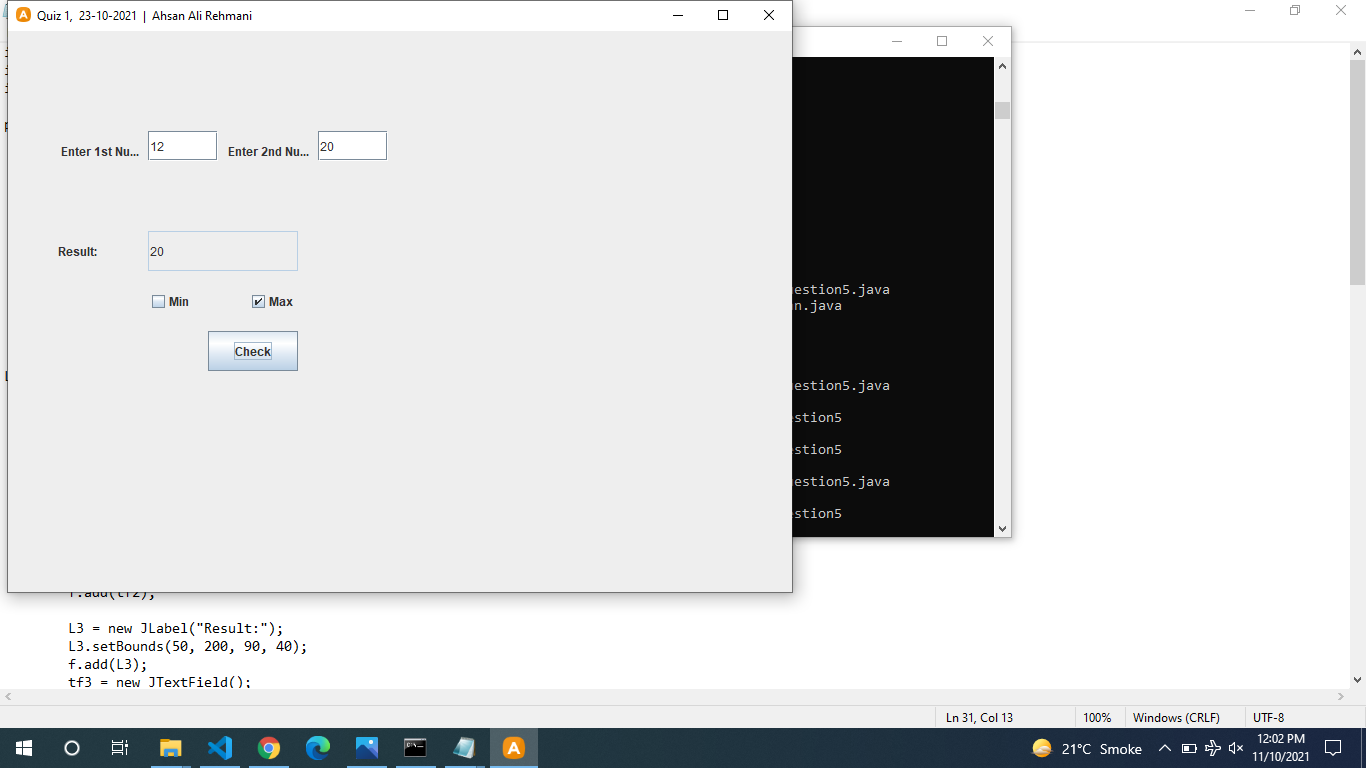 Quiz 1, 23-10-2021 | Ahsan Ali Rehmani
Enter 1st Nu... 12 Enter 2nd Nu... 20
Result: 20
Min Max
Check
estion5.java
n.java
estion5.java
estion5
estion5
estion5.java
estion5
f.add(tf2);
L3 = new JLabel("Result:");
L3.setBounds(50, 200, 90, 40);
f.add(L3);
tf3 = new JTextField();
Ln 31, Col 13 100% Windows (CRLF) UTF-8
21°C Smoke
12:02 PM
11/10/2021